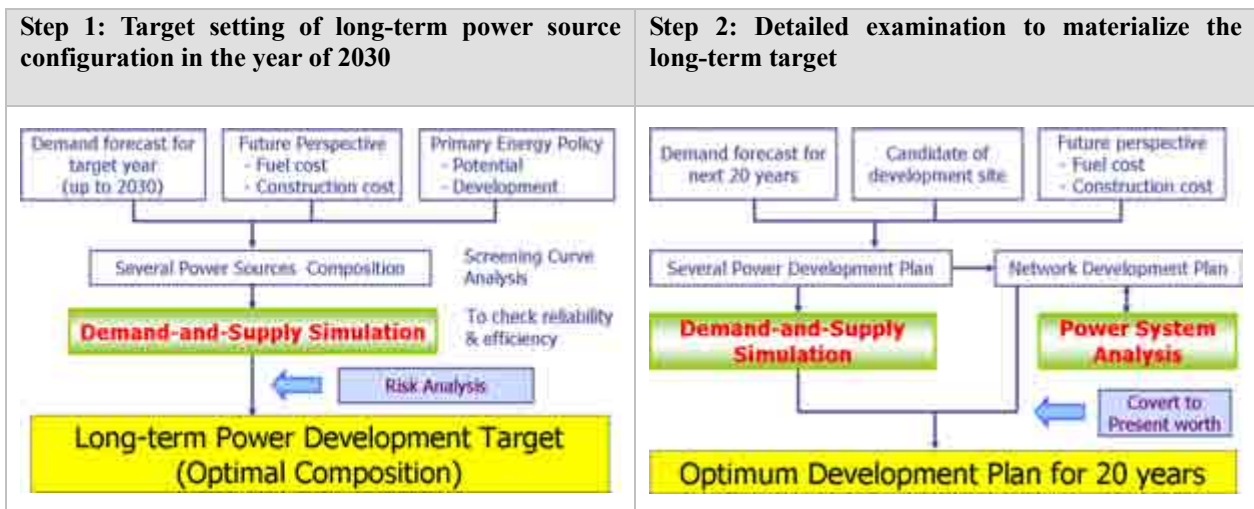 Step 1: Target setting of long-term power source
configuration in the year of 2030
Demand forecast for
target year
(up to 2030)
Future Perspective
- Fuel cost
- Construction cost
Primary Energy Policy
- Potential
- Development
Several Power Sources Composition
Screening Curve
Analysis
Demand-and-Supply Simulation
To check reliability
& efficiency
Risk Analysis
Long-term Power Development Target
(Optimal Composition)
Step 2: Detailed examination to materialize the
long-term target
Demand forecast for
next 20 years
Candidate of
development site
Future perspective
- Fuel cost
- Construction cost
Several Power Development Plan
Network Development Plan
Demand-and-Supply
Simulation
Power System
Analysis
Covert to
Present worth
Optimum Development Plan for 20 years